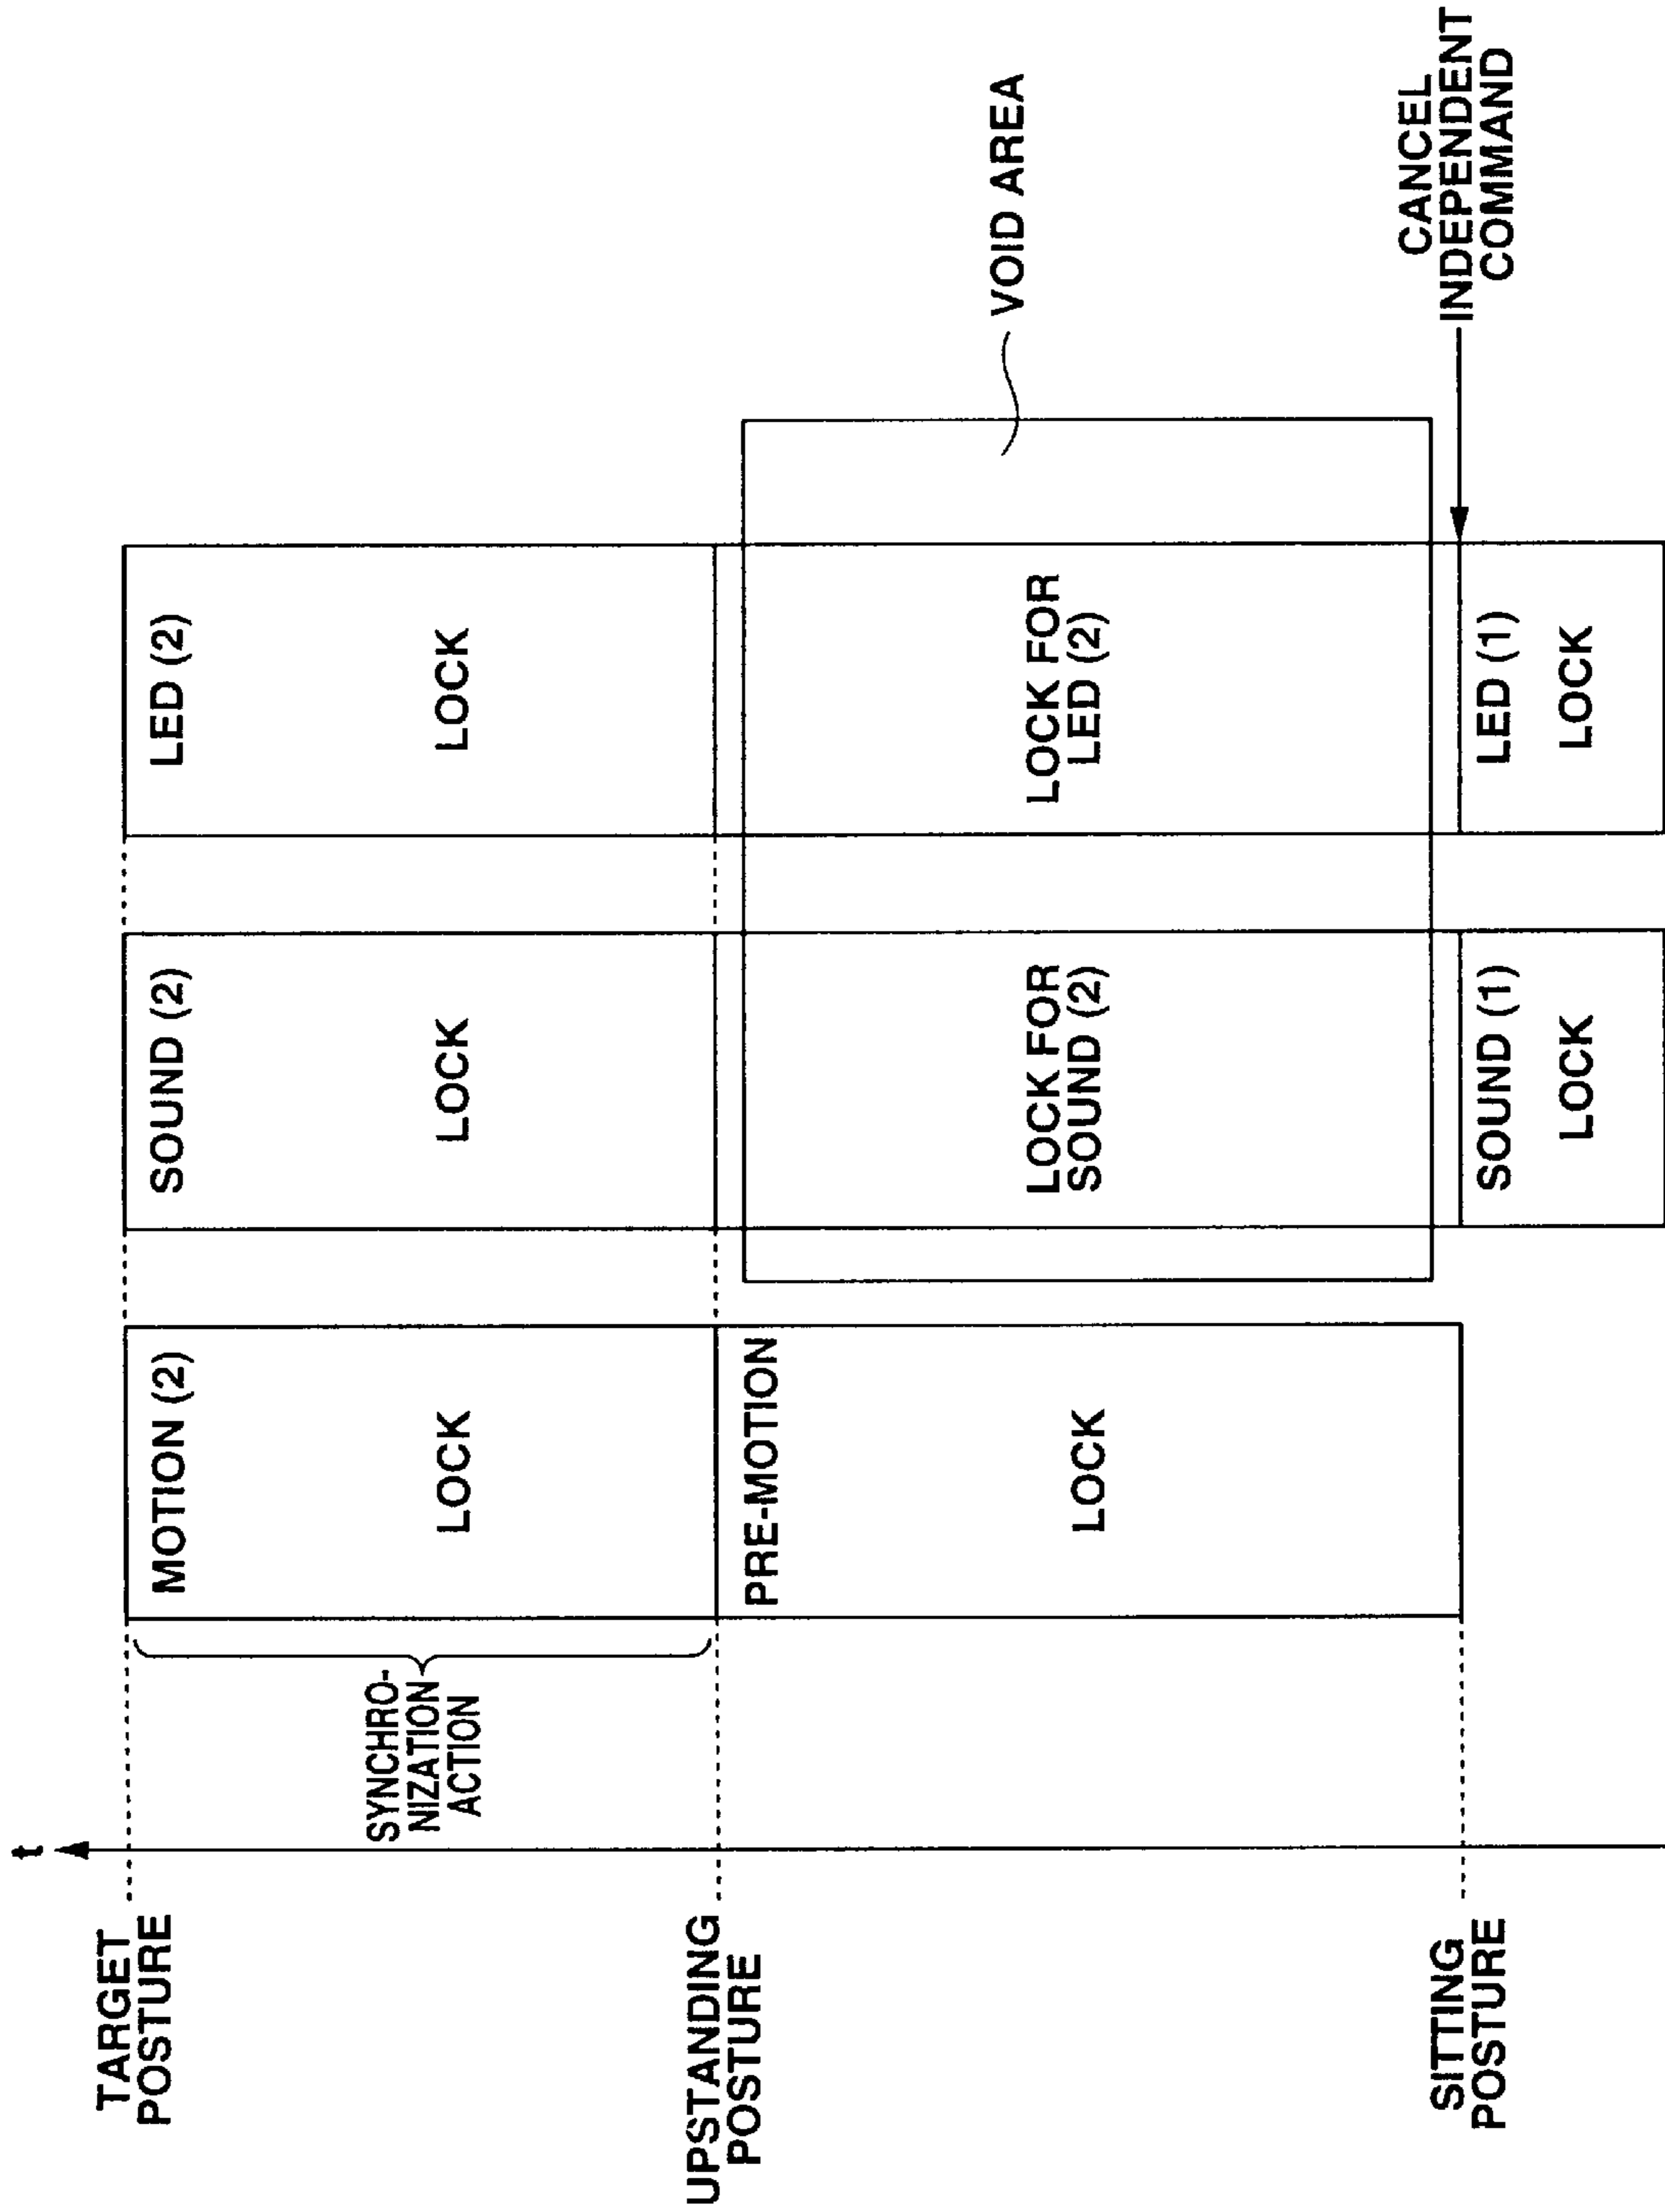 t
TARGET
POSTURE
MOTION (2)
SOUND (2)
LED (2)
SYNCHRO-
NIZATION
ACTION
LOCK
LOCK
LOCK
UPSTANDING
POSTURE
PRE-MOTION
LOCK
LOCK FOR
SOUND (2)
LOCK FOR
LED (2)
VOID AREA
SITTING
POSTURE
SOUND (1)
LOCK
LED (1)
LOCK
CANCEL
INDEPENDENT
COMMAND